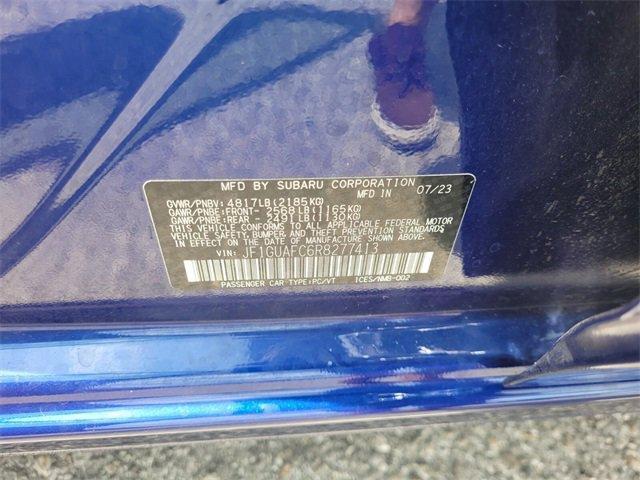 MFD BY SUBARU CORPORATION
MFD IN 07/23
GVWR/PNBV: 4817LB(2185KG)
GAWR/PNBE:FRONT- 2568LB(1165KG)
GAWR/PNBE:REAR - 2491LB(1130KG)
THIS VEHICLE CONFORMS TO ALL APPLICABLE FEDERAL MOTOR
VEHICLE SAFETY, BUMPER, AND THEFT PREVENTION STANDARDS
IN EFFECT ON THE DATE OF MANUFACTURE SHOWN ABOVE.
VIN: JF1GUAFC6R8277413
PASSENGER CAR TYPE:PC/VT ICES/NMB-002